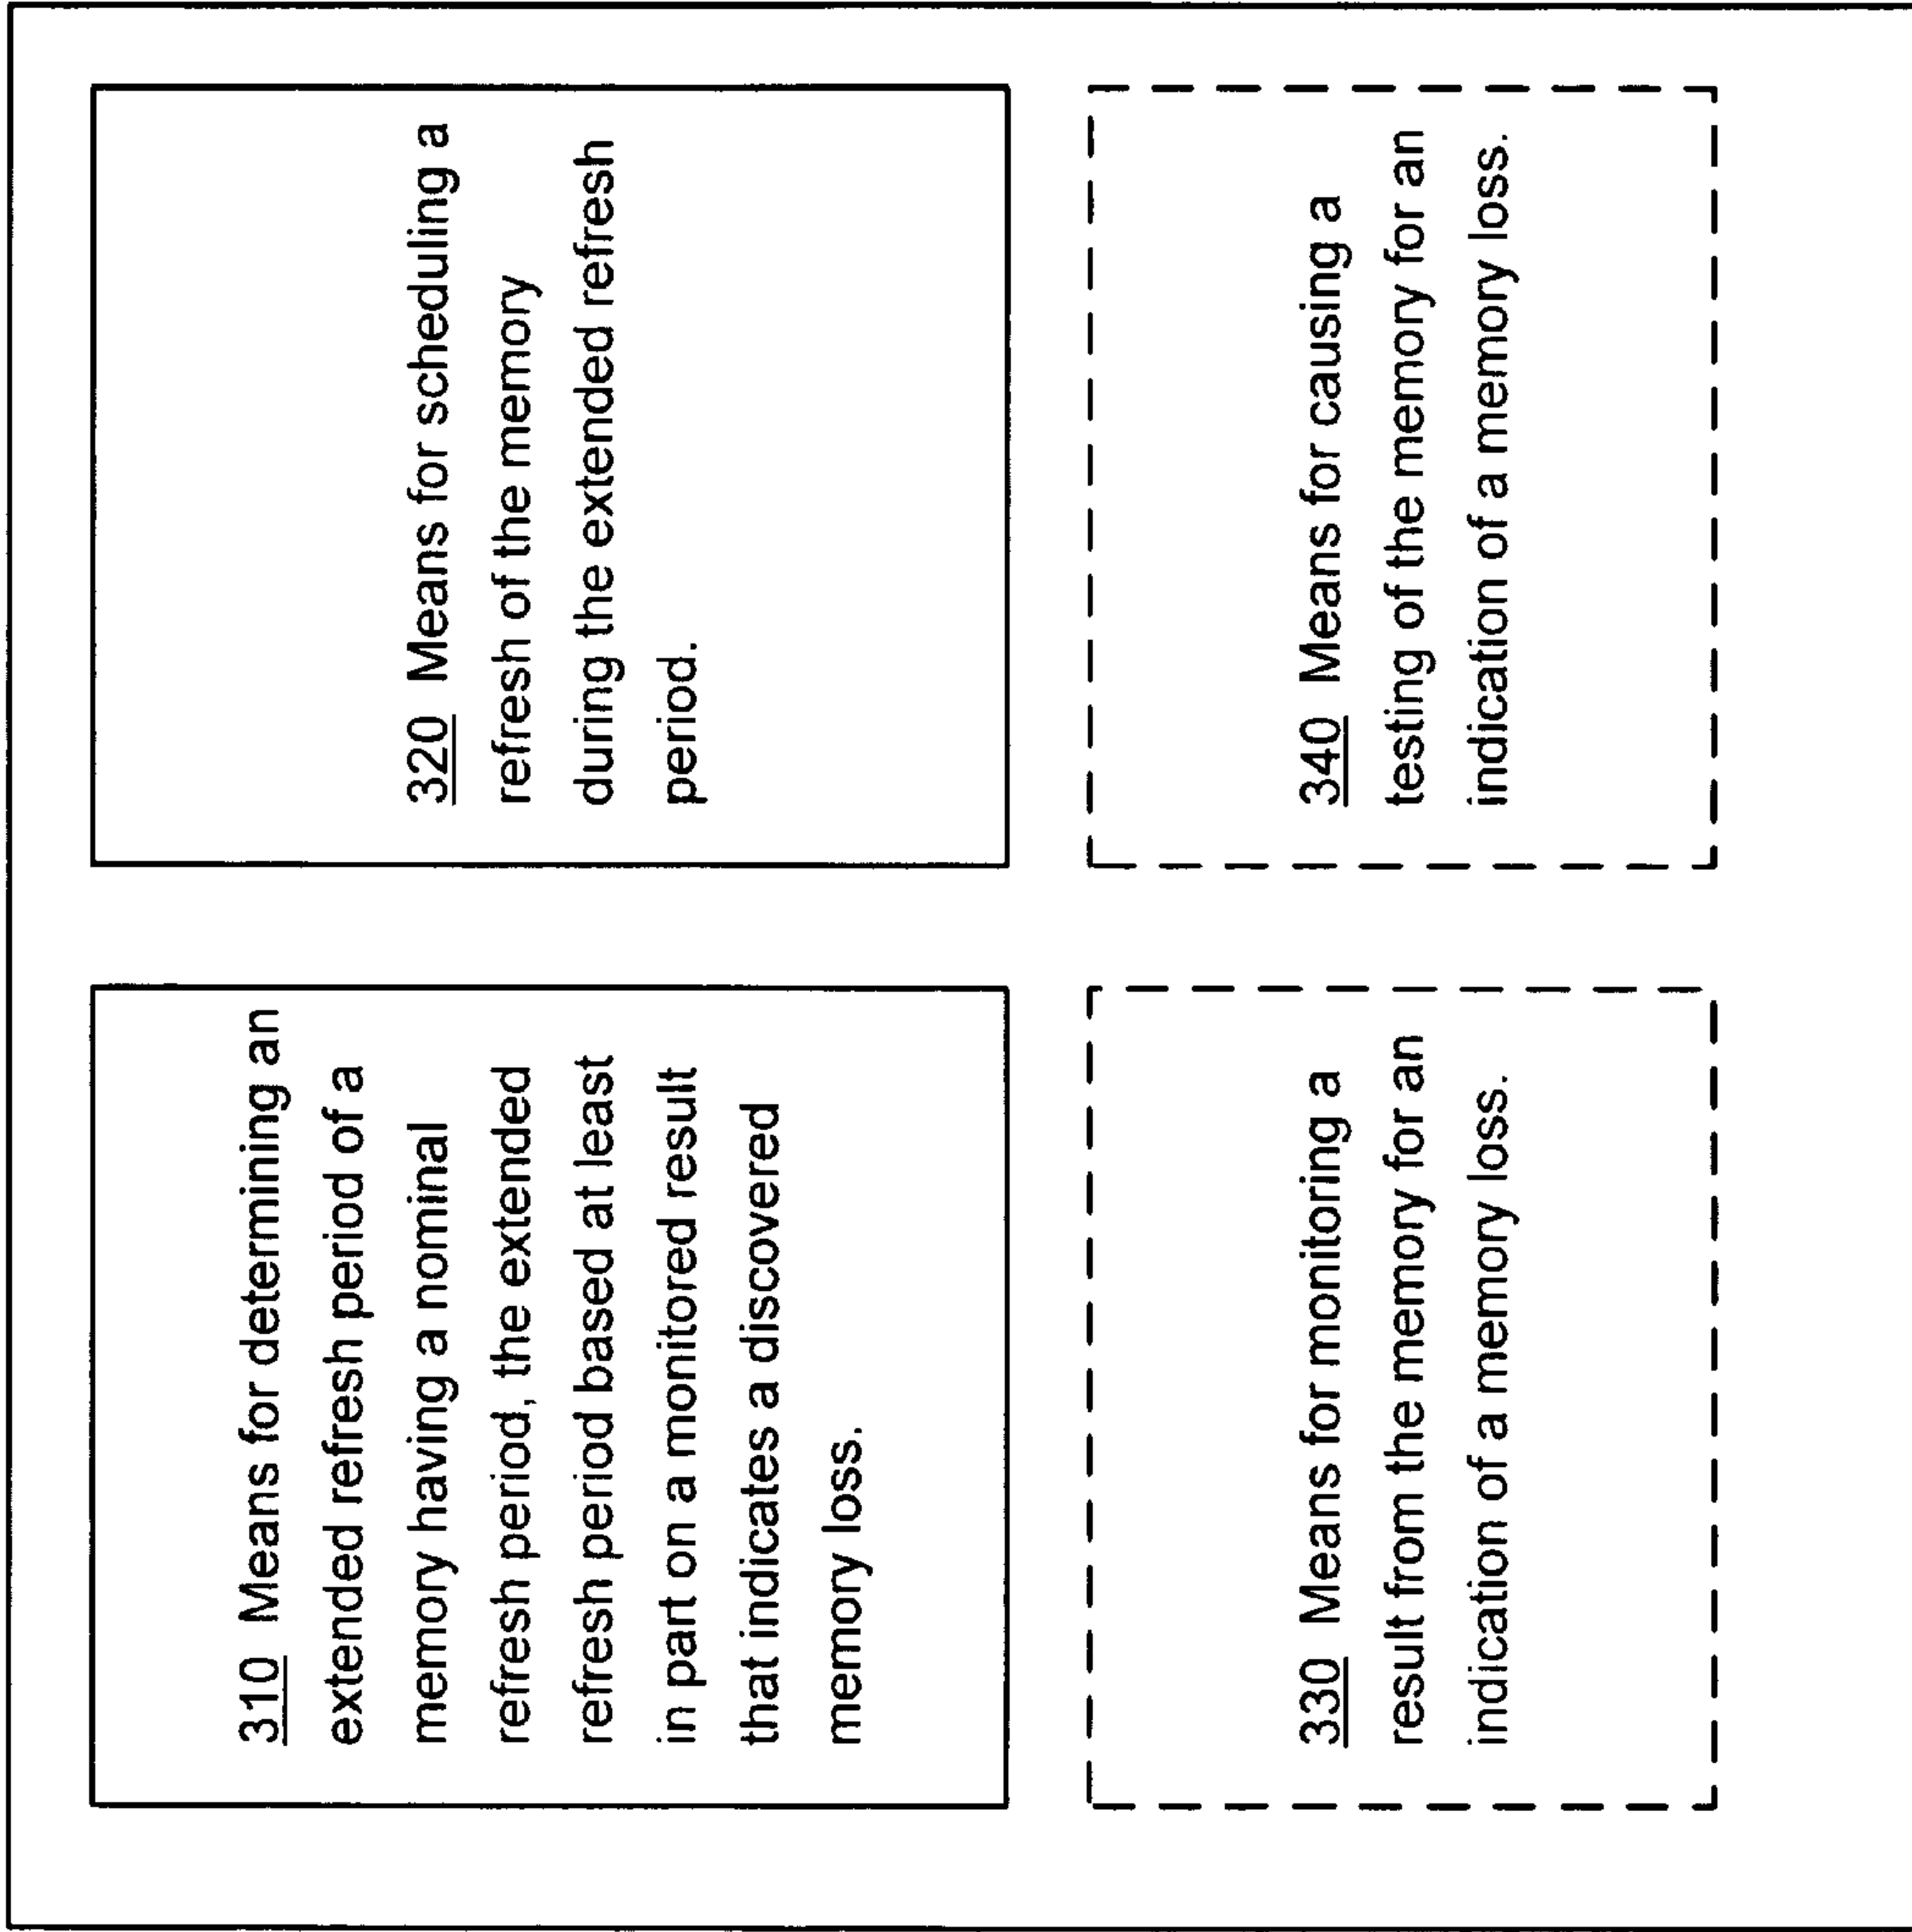 310 Means for determining an
extended refresh period of a
memory having a nominal
refresh period, the extended
refresh period based at least
in part on a monitored result
that indicates a discovered
memory loss.
320 Means for scheduling a
refresh of the memory
during the extended refresh
period.
330 Means for monitoring a
result from the memory for an
indication of a memory loss.
340 Means for causing a
testing of the memory for an
indication of a memory loss.